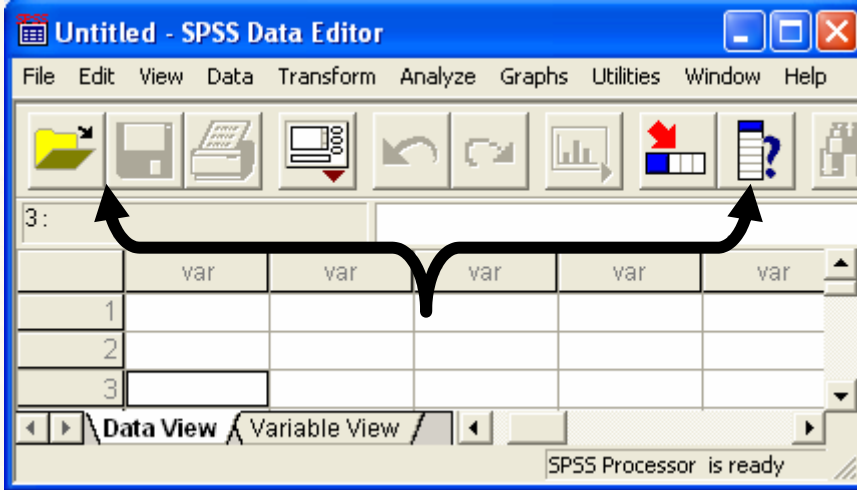 SPSS
Untitled - SPSS Data Editor
File Edit View Data Transform Analyze Graphs Utilities Window Help
?
3:
var var var var var
1
2
3
Data View Variable View
SPSS Processor is ready